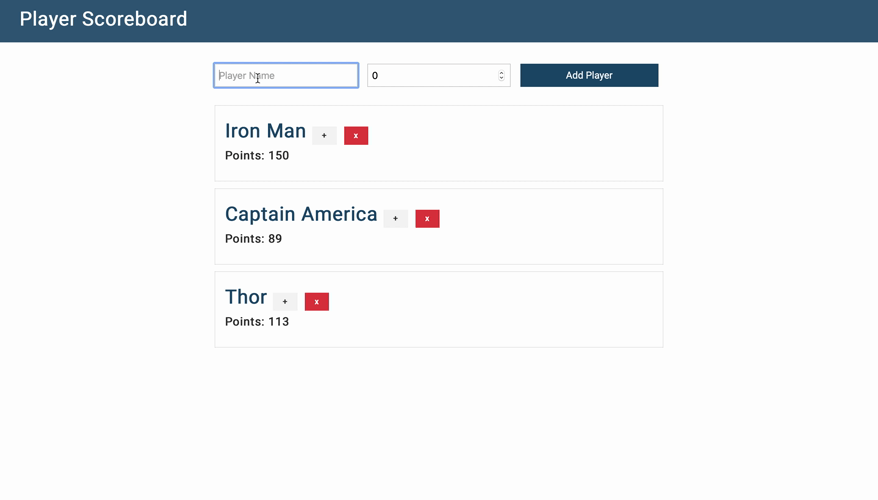 Player Scoreboard
Player Name 0 Add Player
Iron Man + x
Points: 150
Captain America + x
Points: 89
Thor + x
Points: 113